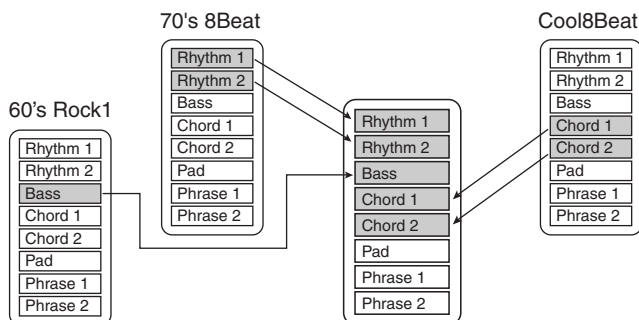 60's Rock1
Rhythm 1
Rhythm 2
Bass
Chord 1
Chord 2
Pad
Phrase 1
Phrase 2
70's 8Beat
Rhythm 1
Rhythm 2
Bass
Chord 1
Chord 2
Pad
Phrase 1
Phrase 2
Rhythm 1
Rhythm 2
Bass
Chord 1
Chord 2
Pad
Phrase 1
Phrase 2
Cool8Beat
Rhythm 1
Rhythm 2
Bass
Chord 1
Chord 2
Pad
Phrase 1
Phrase 2